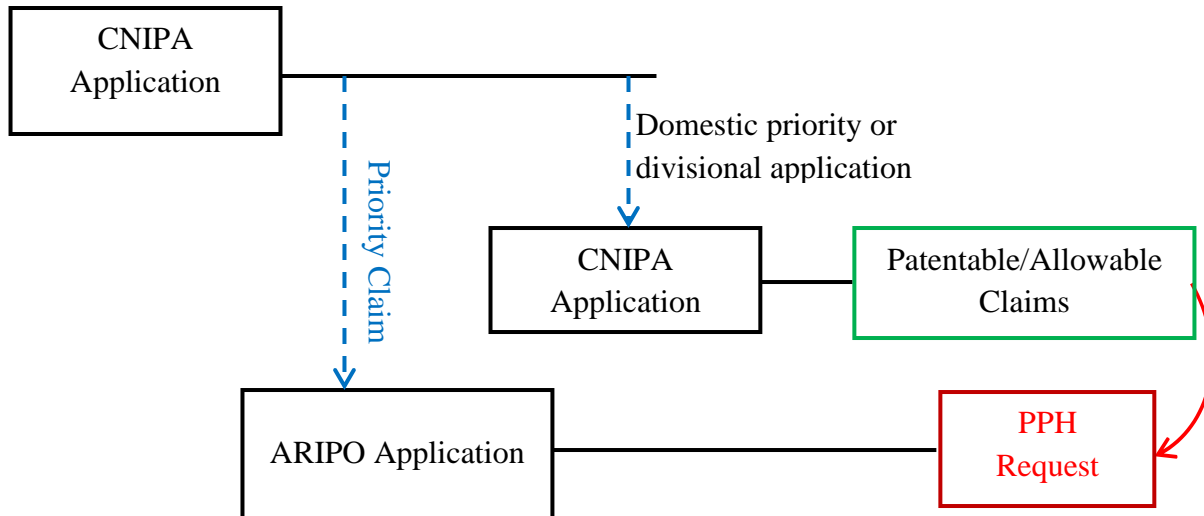 CNIPA
Application
Domestic priority or
divisional application
Priority Claim
CNIPA
Application
Patentable/Allowable
Claims
ARIPO Application
PPH
Request